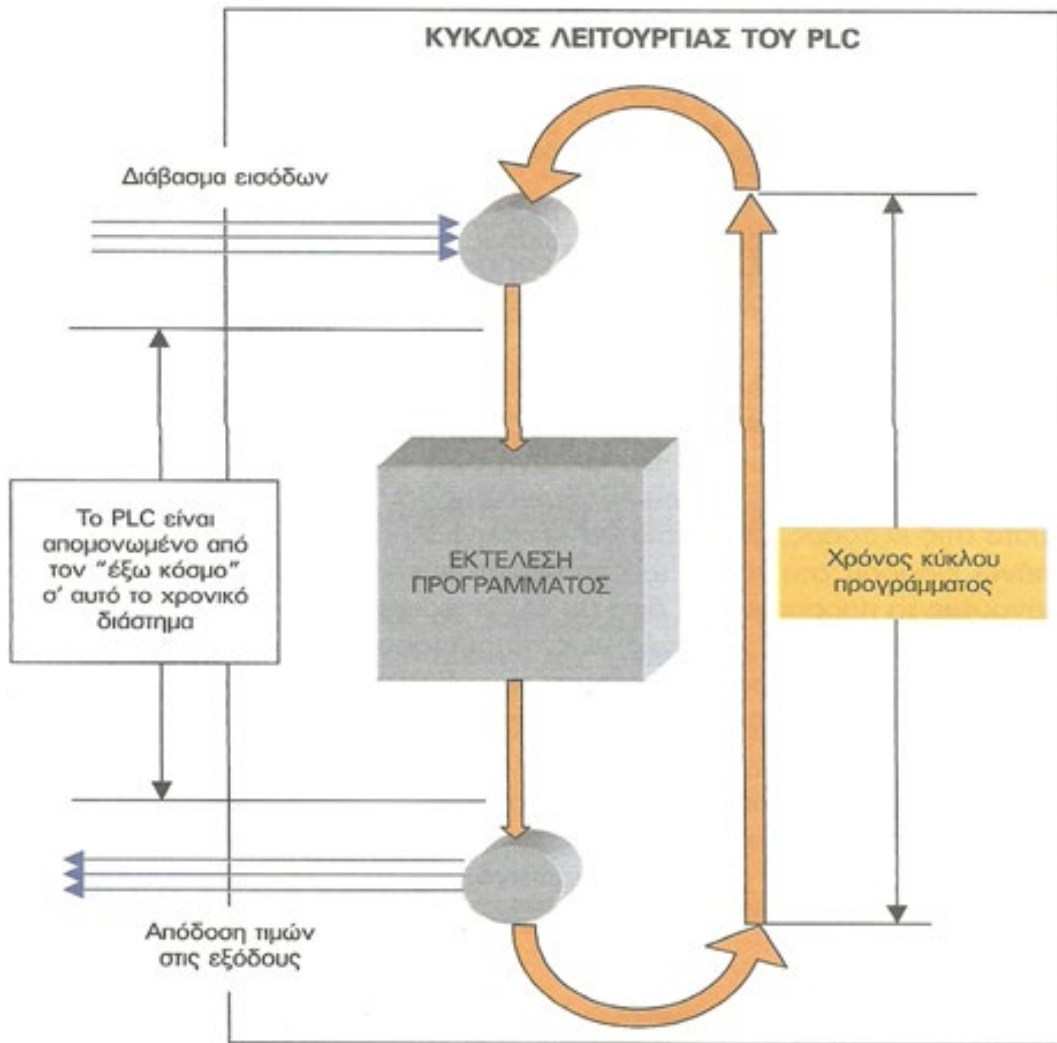 ΚΥΚΛΟΣ ΛΕΙΤΟΥΡΓΙΑΣ ΤΟΥ PLC
Διάβασμα εισόδων
Το PLC είναι
απομονωμένο από
τον "έξω κόσμο"
σ' αυτό το χρονικό
διάστημα
ΕΚΤΕΛΕΣΗ
ΠΡΟΓΡΑΜΜΑΤΟΣ
Χρόνος κύκλου
προγράμματος
Απόδοση τιμών
στις εξόδους